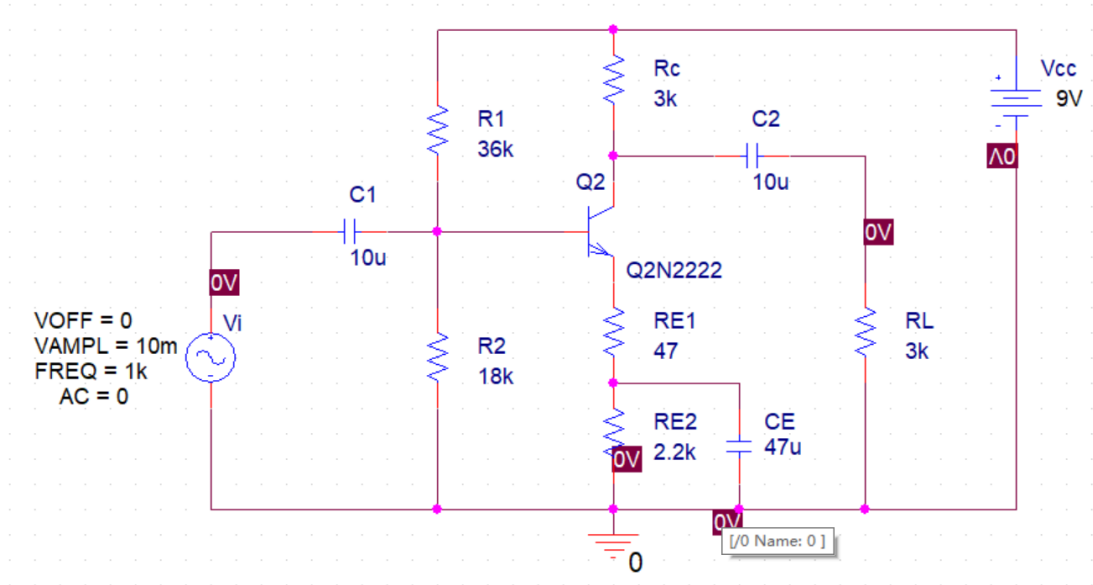 Rc
3k
Vcc
9V
+
-
0V
R1
36k
C2
10u
Q2
C1
10u
0V
Q2N2222
0V
VOFF = 0
VAMPL = 10m
FREQ = 1k
AC = 0
Vi
+
-
R2
18k
RE1
47
RL
3k
RE2
2.2k
0V
CE
47u
0V
[/0 Name: 0 ]
0